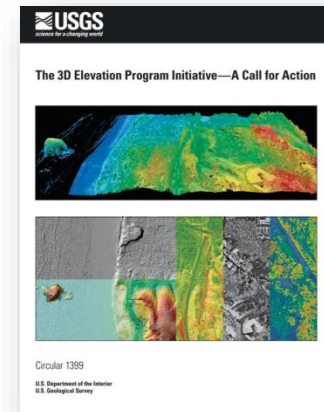 USGS
science for a changing world
The 3D Elevation Program Initiative—A Call for Action
Circular 1399
U.S. Department of the Interior
U.S. Geological Survey